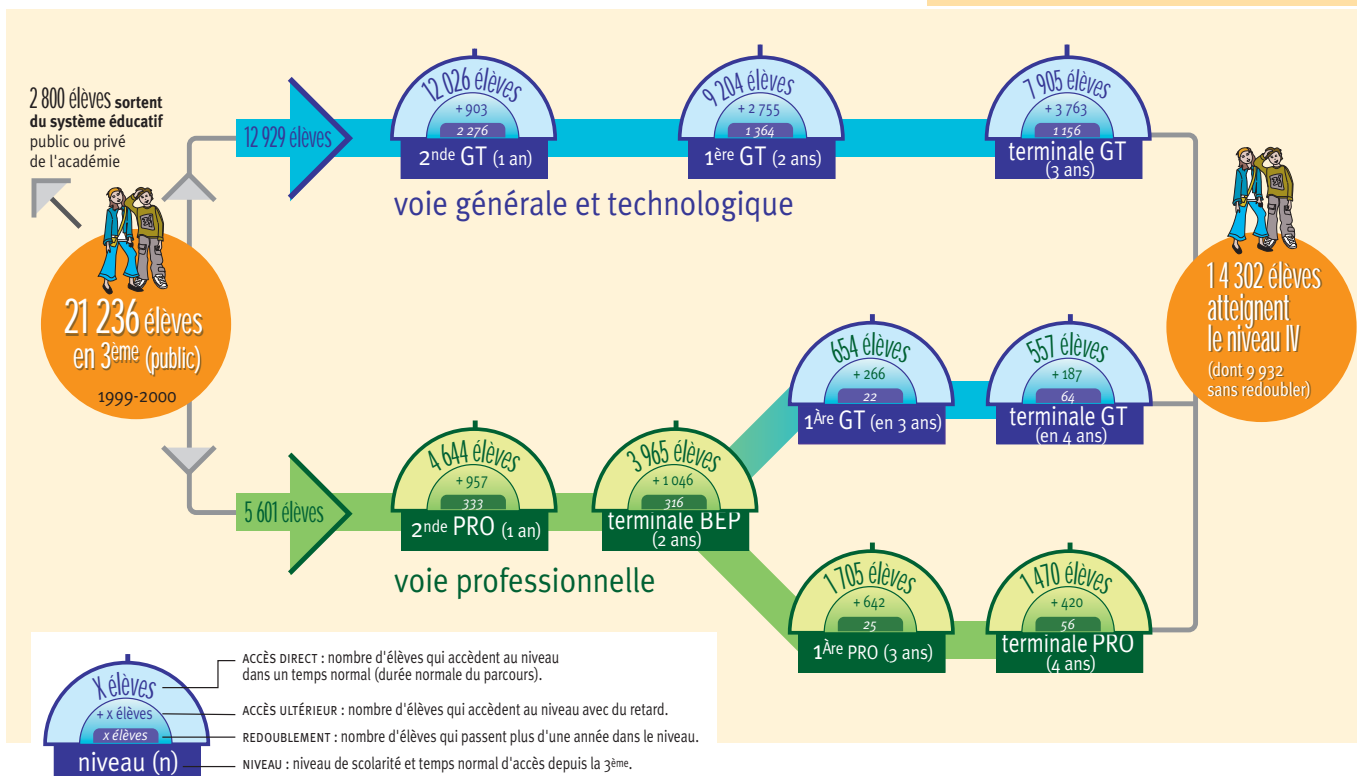 2 800 élèves sortent
du système éducatif
public ou privé
de l'académie
21 236 élèves
en 3ème (public)
1999-2000
12 929 élèves
12 026 élèves
+ 903
2 276
2nde GT (1 an)
9 204 élèves
+ 2 755
1 364
1ère GT (2 ans)
7 905 élèves
+ 3 763
1 156
terminale GT
(3 ans)
voie générale et technologique
14 302 élèves
atteignent
le niveau IV
(dont 9 932
sans redoubler)
654 élèves
+ 266
22
1Àre GT (en 3 ans)
557 élèves
+ 187
64
terminale GT
(en 4 ans)
5 601 élèves
4 644 élèves
+ 957
333
2nde PRO (1 an)
3 965 élèves
+ 1 046
316
terminale BEP
(2 ans)
voie professionnelle
1 705 élèves
+ 642
25
1Àre PRO (3 ans)
1 470 élèves
+ 420
56
terminale PRO
(4 ans)
X élèves
+ x élèves
x élèves
niveau (n)
ACCÈS DIRECT : nombre d'élèves qui accèdent au niveau
dans un temps normal (durée normale du parcours).
ACCÈS ULTÉRIEUR : nombre d'élèves qui accèdent au niveau avec du retard.
REDOUBLEMENT : nombre d'élèves qui passent plus d'une année dans le niveau.
NIVEAU : niveau de scolarité et temps normal d'accès depuis la 3ème.